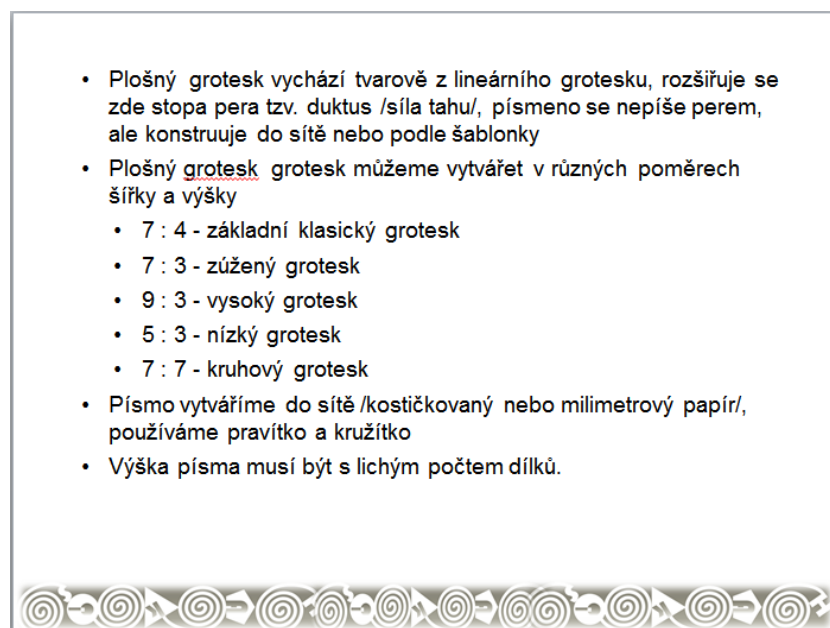 • Plošný grotesk vychází tvarově z lineárního grotesku, rozšiřuje se
zde stopa pera tzv. duktus /síla tahu/, písmeno se nepíše perem,
ale konstruuje do sítě nebo podle šablonky
• Plošný grotesk grotesk můžeme vytvářet v různých poměrech
šířky a výšky
• 7 : 4 - základní klasický grotesk
• 7 : 3 - zúžený grotesk
• 9 : 3 - vysoký grotesk
• 5 : 3 - nízký grotesk
• 7 : 7 - kruhový grotesk
• Písmo vytváříme do sítě /kostičkovaný nebo milimetrový papír/,
používáme pravítko a kružítko
• Výška písma musí být s lichým počtem dílků.